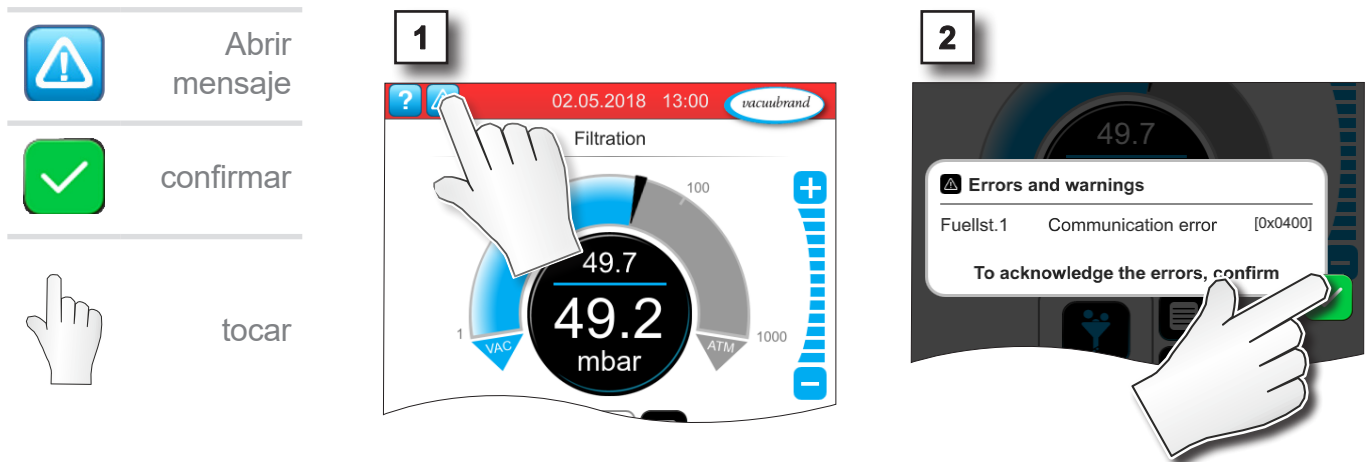 Abrir
mensaje
confirmar
tocar
1
?
02.05.2018 13:00
vacuubrand
Filtration
100
49.7
49.2
mbar
1
VAC
ATM
1000
2
49.7
Errors and warnings
Fuellst.1 Communication error [0x0400]
To acknowledge the errors, confirm